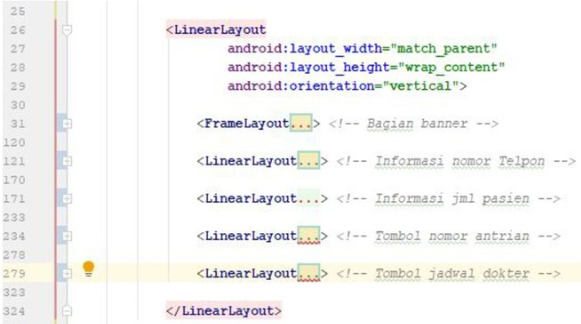 25
26 <LinearLayout
27 android:layout_width="match_parent"
28 android:layout_height="wrap_content"
29 android:orientation="vertical">
30
31 <FrameLayout...> <!-- Bagian banner -->
120
121 <LinearLayout...> <!-- Informasi nomor Telpon -->
170
171 <LinearLayout...> <!-- Informasi jml pasien -->
233
234 <LinearLayout...> <!-- Tombol nomor antrian -->
278
279 <LinearLayout...> <!-- Tombol jadwal dokter -->
323
324 </LinearLayout>